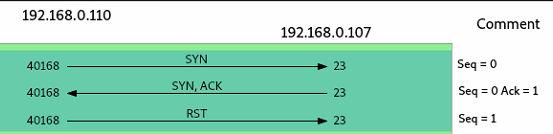 192.168.0.110
192.168.0.107
Comment
40168 SYN 23 Seq = 0
40168 SYN, ACK 23 Seq = 0 Ack = 1
40168 RST 23 Seq = 1